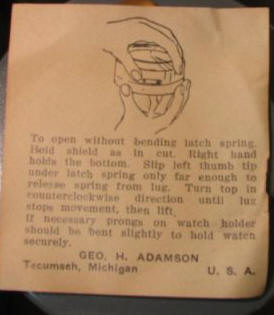 To open without bending latch spring.
Hold shield as in cut. Right hand
holds the bottom. Slip left thumb tip
under latch spring only far enough to
release spring from lug. Turn top in
counterclockwise direction until lug
stops movement, then lift.
If necessary prongs on watch holder
should be bent slightly to hold watch
securely.
GEO. H. ADAMSON
Tecumseh, Michigan U. S. A.